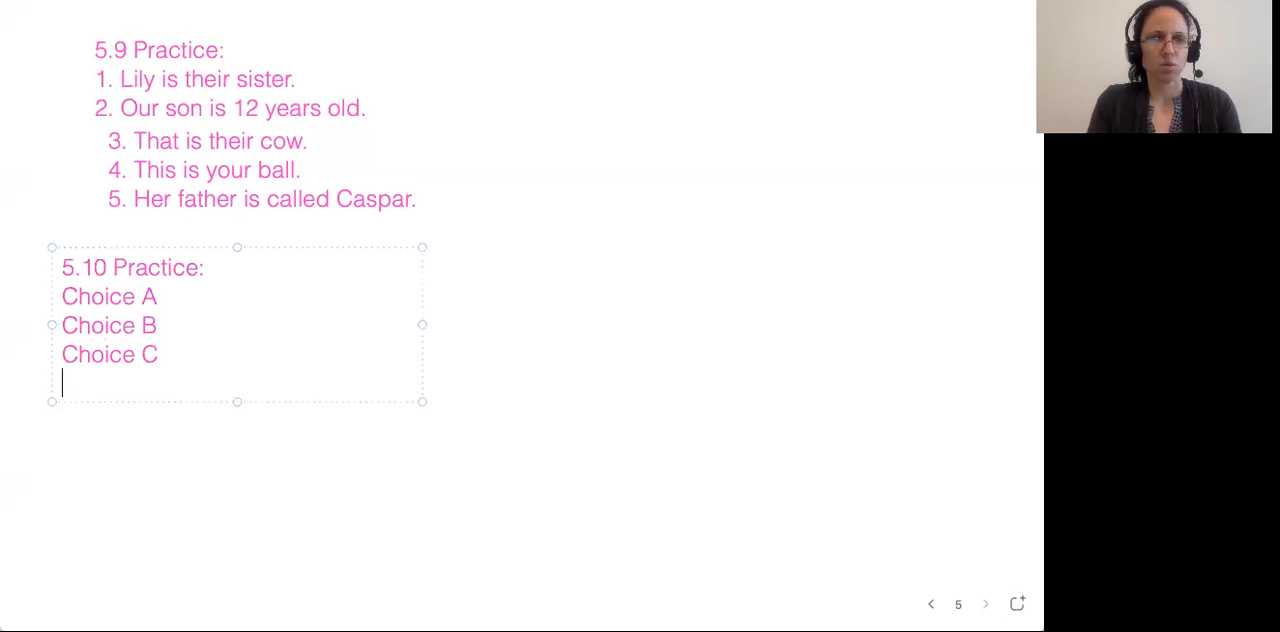 5.9 Practice:
1. Lily is their sister.
2. Our son is 12 years old.
3. That is their cow.
4. This is your ball.
5. Her father is called Caspar.
5.10 Practice:
Choice A
Choice B
Choice C
5